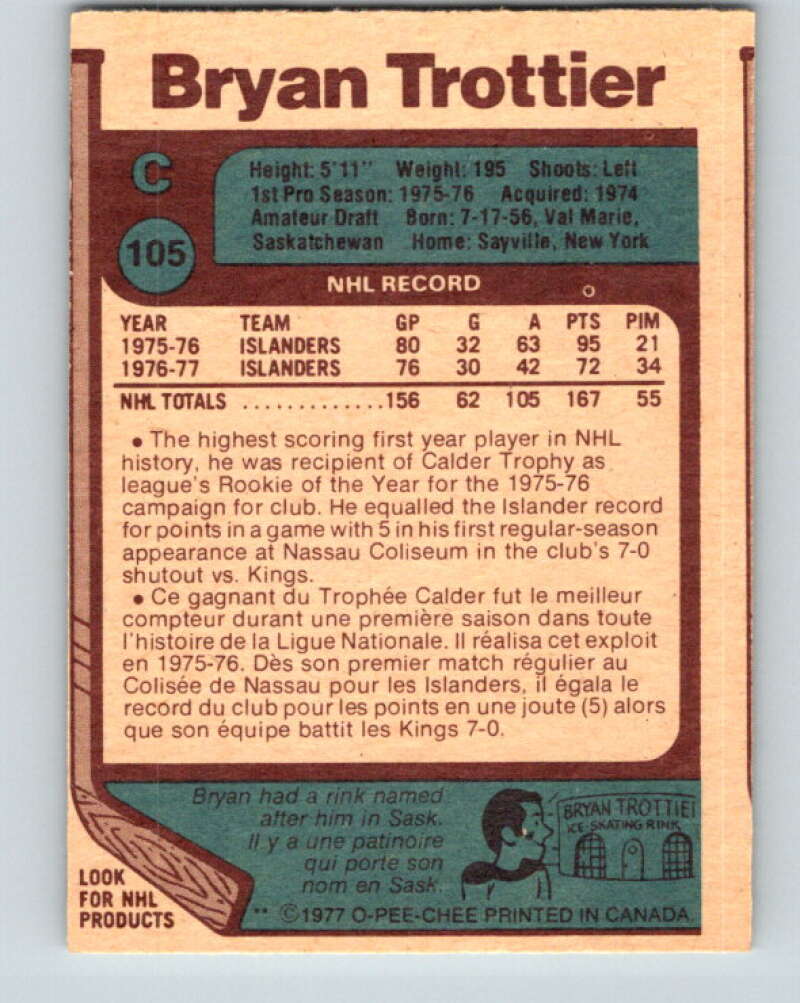 Bryan Trottier
C
Height: 5'11" Weight: 195 Shoots: Left
1st Pro Season: 1975-76 Acquired: 1974
Amateur Draft Born: 7-17-56, Val Marie,
Saskatchewan Home: Sayville, New York
105
NHL RECORD
YEAR TEAM GP G A PTS PIM
1975-76 ISLANDERS 80 32 63 95 21
1976-77 ISLANDERS 76 30 42 72 34
NHL TOTALS .............156 62 105 167 55
• The highest scoring first year player in NHL
history, he was recipient of Calder Trophy as
league's Rookie of the Year for the 1975-76
campaign for club. He equalled the Islander record
for points in a game with 5 in his first regular-season
appearance at Nassau Coliseum in the club's 7-0
shutout vs. Kings.
• Ce gagnant du Trophée Calder fut le meilleur
compteur durant une première saison dans toute
l'histoire de la Ligue Nationale. Il réalisa cet exploit
en 1975-76. Dès son premier match régulier au
Colisée de Nassau pour les Islanders, il égala le
record du club pour les points en une joute (5) alors
que son équipe battit les Kings 7-0.
Bryan had a rink named
after him in Sask.
Il y a une patinoire
qui porte son
nom en Sask.
BRYAN TROTTIER
ICE-SKATING RINK
LOOK
FOR NHL
PRODUCTS
** ©1977 O-PEE-CHEE PRINTED IN CANADA.